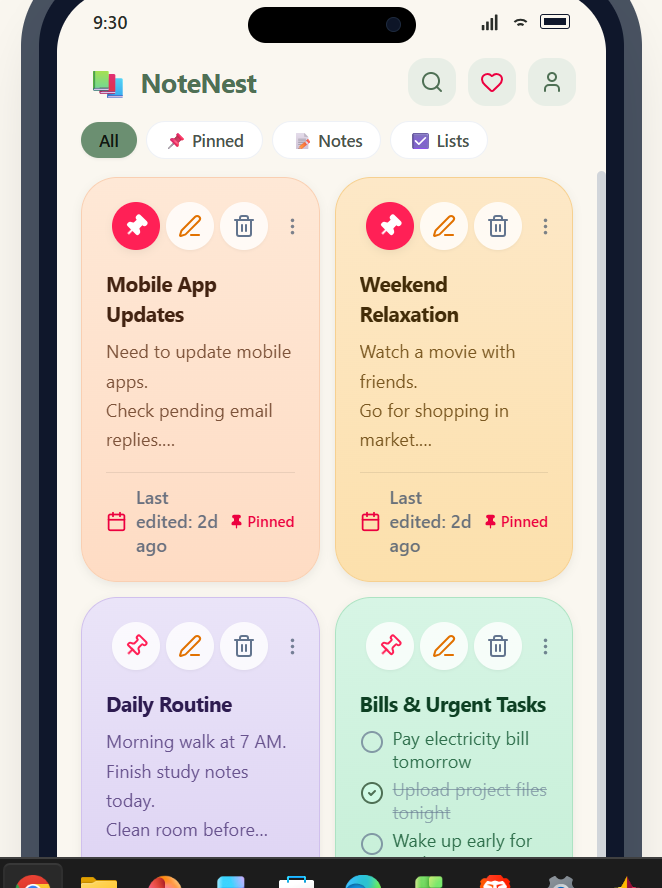 9:30
NoteNest
All
Pinned
Notes
Lists
Mobile App
Updates
Need to update mobile
apps.
Check pending email
replies....
Last
edited: 2d
ago
Pinned
Weekend
Relaxation
Watch a movie with
friends.
Go for shopping in
market....
Last
edited: 2d
ago
Pinned
Daily Routine
Morning walk at 7 AM.
Finish study notes
today.
Clean room before...
Bills & Urgent Tasks
Pay electricity bill
tomorrow
Upload project files
tonight
Wake up early for